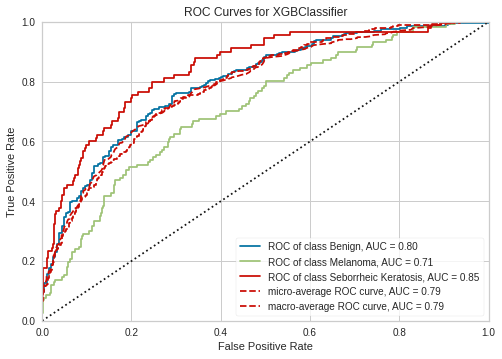 ROC Curves for XGBClassifier
True Positive Rate
1.0
0.8
0.6
0.4
0.2
0.0
ROC of class Benign, AUC = 0.80
ROC of class Melanoma, AUC = 0.71
ROC of class Seborrheic Keratosis, AUC = 0.85
micro-average ROC curve, AUC = 0.79
macro-average ROC curve, AUC = 0.79
0.0 0.2 0.4 0.6 0.8 1.0
False Positive Rate